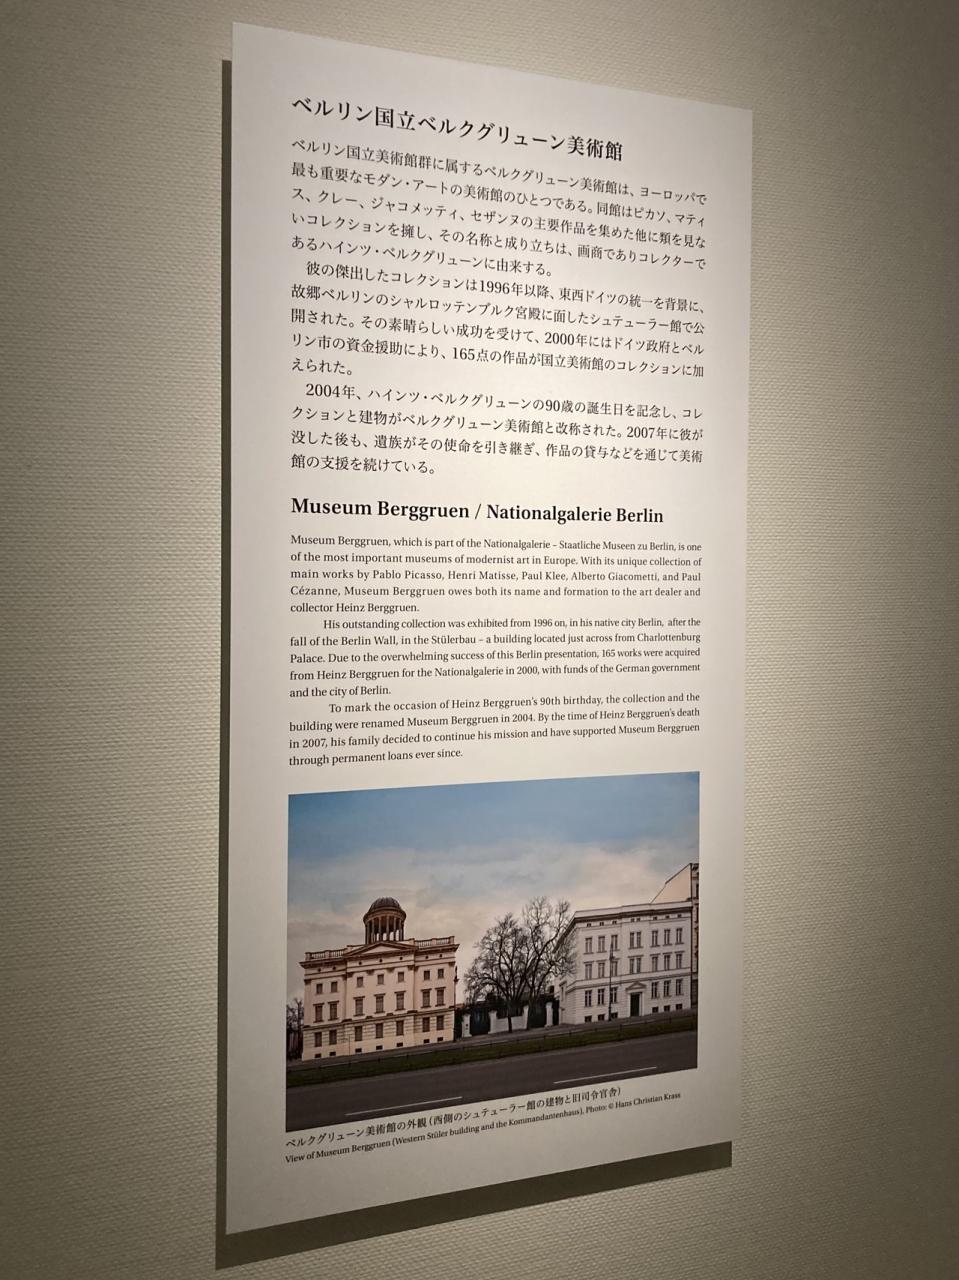 ベルリン国立ベルクグリューン美術館
ベルリン国立美術館群に属するベルクグリューン美術館は、ヨーロッパで
最も重要なモダン・アートの美術館のひとつである。同館はピカソ、マティ
ス、クレー、ジャコメッティ、セザンヌの主要作品を集めた他に類を見な
いコレクションを擁し、その名称と成り立ちは、画商でありコレクターで
あるハインツ・ベルクグリューンに由来する。
彼の傑出したコレクションは1996年以降、東西ドイツの統一を背景に、
故郷ベルリンのシャルロッテンブルク宮殿に面したシュテューラー館で公
開された。その素晴らしい成功を受けて、2000年にはドイツ政府とベル
リン市の資金援助により、165点の作品が国立美術館のコレクションに加
えられた。
2004年、ハインツ・ベルクグリューンの90歳の誕生日を記念し、コレ
クションと建物がベルクグリューン美術館と改称された。2007年に彼が
没した後も、遺族がその使命を引き継ぎ、作品の貸与などを通じて美術
館の支援を続けている。
Museum Berggruen / Nationalgalerie Berlin
Museum Berggruen, which is part of the Nationalgalerie – Staatliche Museen zu Berlin, is one
of the most important museums of modernist art in Europe. With its unique collection of
main works by Pablo Picasso, Henri Matisse, Paul Klee, Alberto Giacometti, and Paul
Cézanne, Museum Berggruen owes both its name and formation to the art dealer and
collector Heinz Berggruen.
His outstanding collection was exhibited from 1996 on, in his native city Berlin, after the
fall of the Berlin Wall, in the Stülerbau – a building located just across from Charlottenburg
Palace. Due to the overwhelming success of this Berlin presentation, 165 works were acquired
from Heinz Berggruen for the Nationalgalerie in 2000, with funds of the German government
and the city of Berlin.
To mark the occasion of Heinz Berggruen's 90th birthday, the collection and the
building were renamed Museum Berggruen in 2004. By the time of Heinz Berggruen's death
in 2007, his family decided to continue his mission and have supported Museum Berggruen
through permanent loans ever since.
ベルクグリューン美術館の外観（西側のシュテューラー館の建物と旧司令官舎）
View of Museum Berggruen (Western Stüler building and the Kommandantenhaus), Photo: © Hans Christian Krass